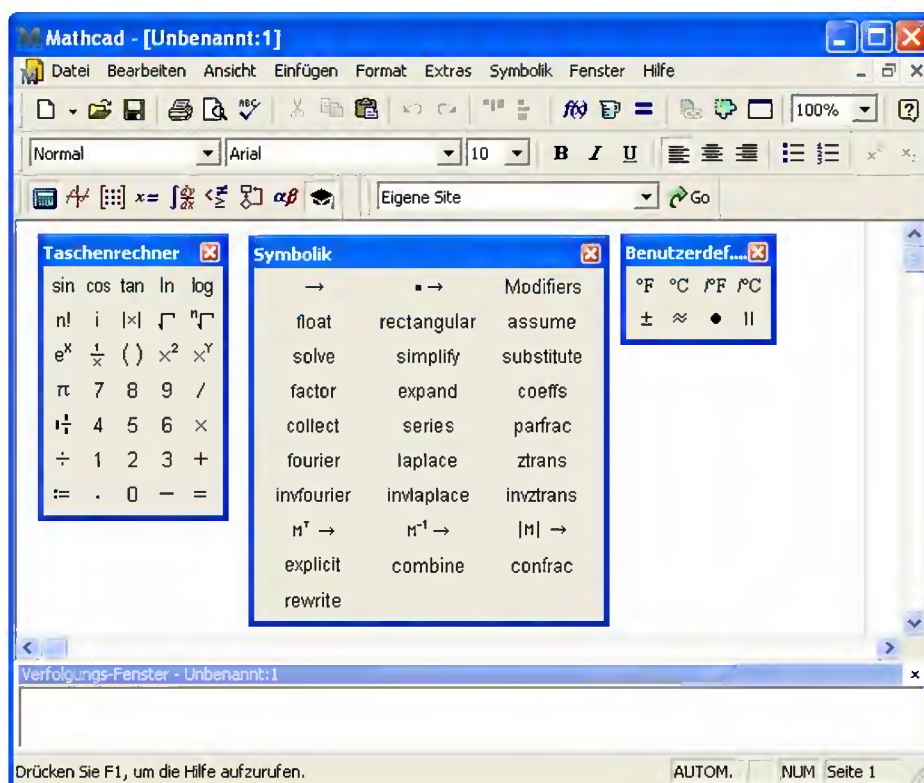 Mathcad - [Unbenannt:1]
Datei Bearbeiten Ansicht Einfügen Format Extras Symbolik Fenster Hilfe
f(x) = 100%
Normal Arial 10 B I U
x= αβ Eigene Site Go
Taschenrechner
sin cos tan ln log
n! i |×| √ ⁿ√
eˣ 1/x ( ) ×² ×ʸ
π 7 8 9 /
4 5 6 ×
÷ 1 2 3 +
:= . 0 − =
Symbolik
→ ▪→ Modifiers
float rectangular assume
solve simplify substitute
factor expand coeffs
collect series parfrac
fourier laplace ztrans
invfourier invlaplace invztrans
Mᵀ → M⁻¹ → |M| →
explicit combine confrac
rewrite
Benutzerdef....
°F °C /°F /°C
± ≈ ● ||
Verfolgungs-Fenster - Unbenannt:1
Drücken Sie F1, um die Hilfe aufzurufen. AUTOM. NUM Seite 1